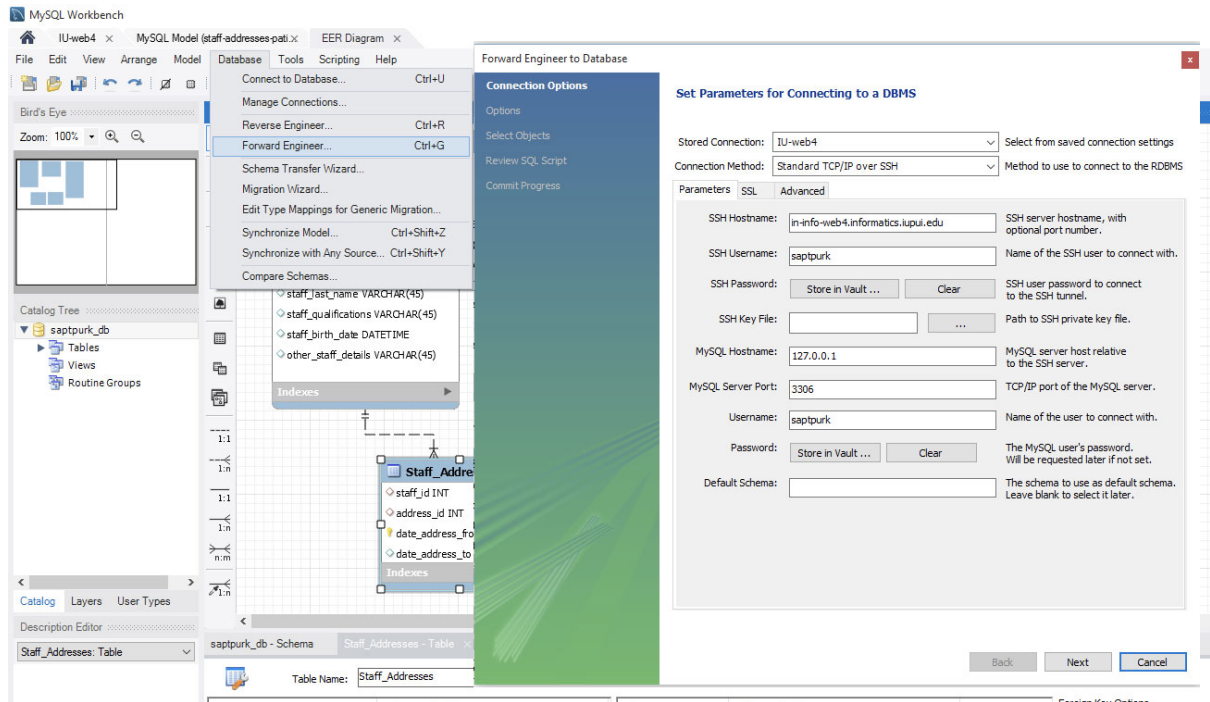 MySQL Workbench
IU-web4 × MySQL Model (staff-addresses-pati.× EER Diagram ×
File Edit View Arrange Model Database Tools Scripting Help
Bird's Eye
Zoom: 100%
Catalog Tree
saptpurk_db
Tables
Views
Routine Groups
Catalog Layers User Types
Description Editor
Staff_Addresses: Table
Connect to Database... Ctrl+U
Manage Connections...
Reverse Engineer... Ctrl+R
Forward Engineer... Ctrl+G
Schema Transfer Wizard...
Migration Wizard...
Edit Type Mappings for Generic Migration...
Synchronize Model... Ctrl+Shift+Z
Synchronize with Any Source... Ctrl+Shift+Y
Compare Schemas...
staff_last_name VARCHAR(45)
staff_qualifications VARCHAR(45)
staff_birth_date DATETIME
other_staff_details VARCHAR(45)
Indexes
1:1
1:n
1:1
1:n
n:m
1:n
Staff_Addre
staff_id INT
address_id INT
date_address_fro
date_address_to
Indexes
saptpurk_db - Schema Staff_Addresses - Table ×
Table Name: Staff_Addresses
Forward Engineer to Database x
Connection Options
Options
Select Objects
Review SQL Script
Commit Progress
Set Parameters for Connecting to a DBMS
Stored Connection: IU-web4 Select from saved connection settings
Connection Method: Standard TCP/IP over SSH Method to use to connect to the RDBMS
Parameters SSL Advanced
SSH Hostname: in-info-web4.informatics.iupui.edu SSH server hostname, with
optional port number.
SSH Username: saptpurk Name of the SSH user to connect with.
SSH Password: Store in Vault ... Clear SSH user password to connect
to the SSH tunnel.
SSH Key File: ... Path to SSH private key file.
MySQL Hostname: 127.0.0.1 MySQL server host relative
to the SSH server.
MySQL Server Port: 3306 TCP/IP port of the MySQL server.
Username: saptpurk Name of the user to connect with.
Password: Store in Vault ... Clear The MySQL user's password.
Will be requested later if not set.
Default Schema: The schema to use as default schema.
Leave blank to select it later.
Back Next Cancel